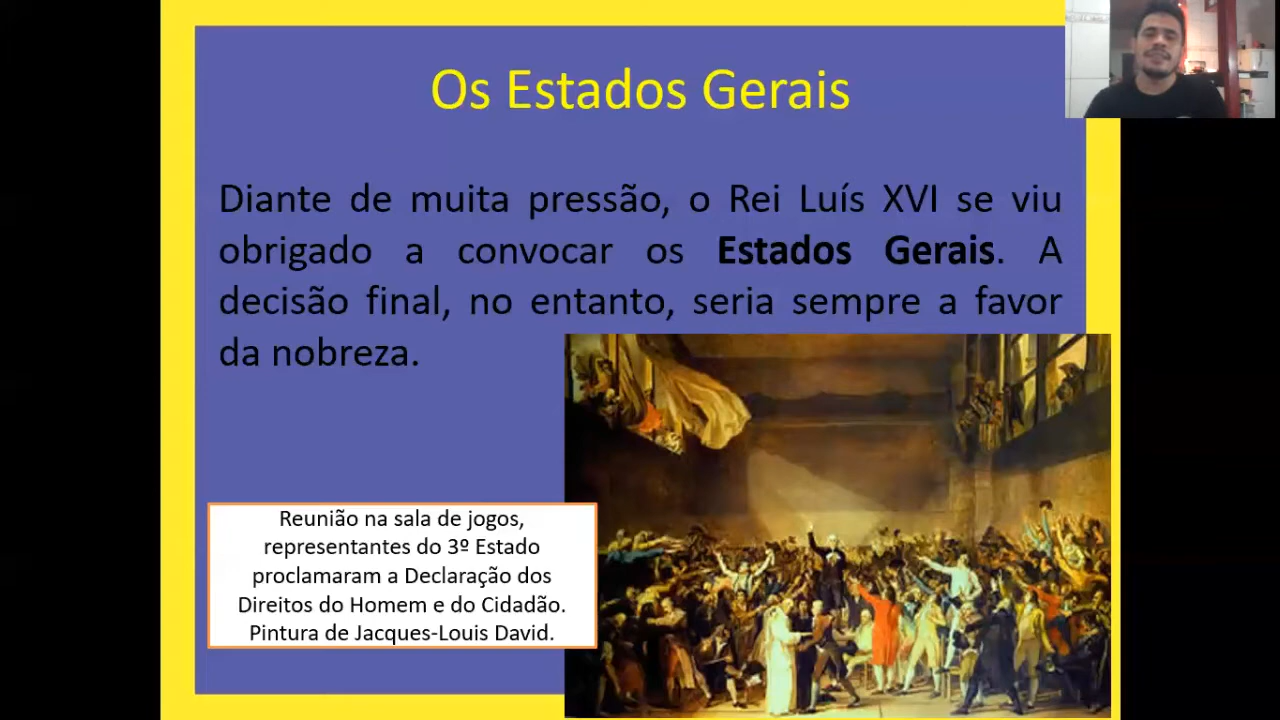 Os Estados Gerais
Diante de muita pressão, o Rei Luís XVI se viu
obrigado a convocar os Estados Gerais. A
decisão final, no entanto, seria sempre a favor
da nobreza.
Reunião na sala de jogos,
representantes do 3º Estado
proclamaram a Declaração dos
Direitos do Homem e do Cidadão.
Pintura de Jacques-Louis David.